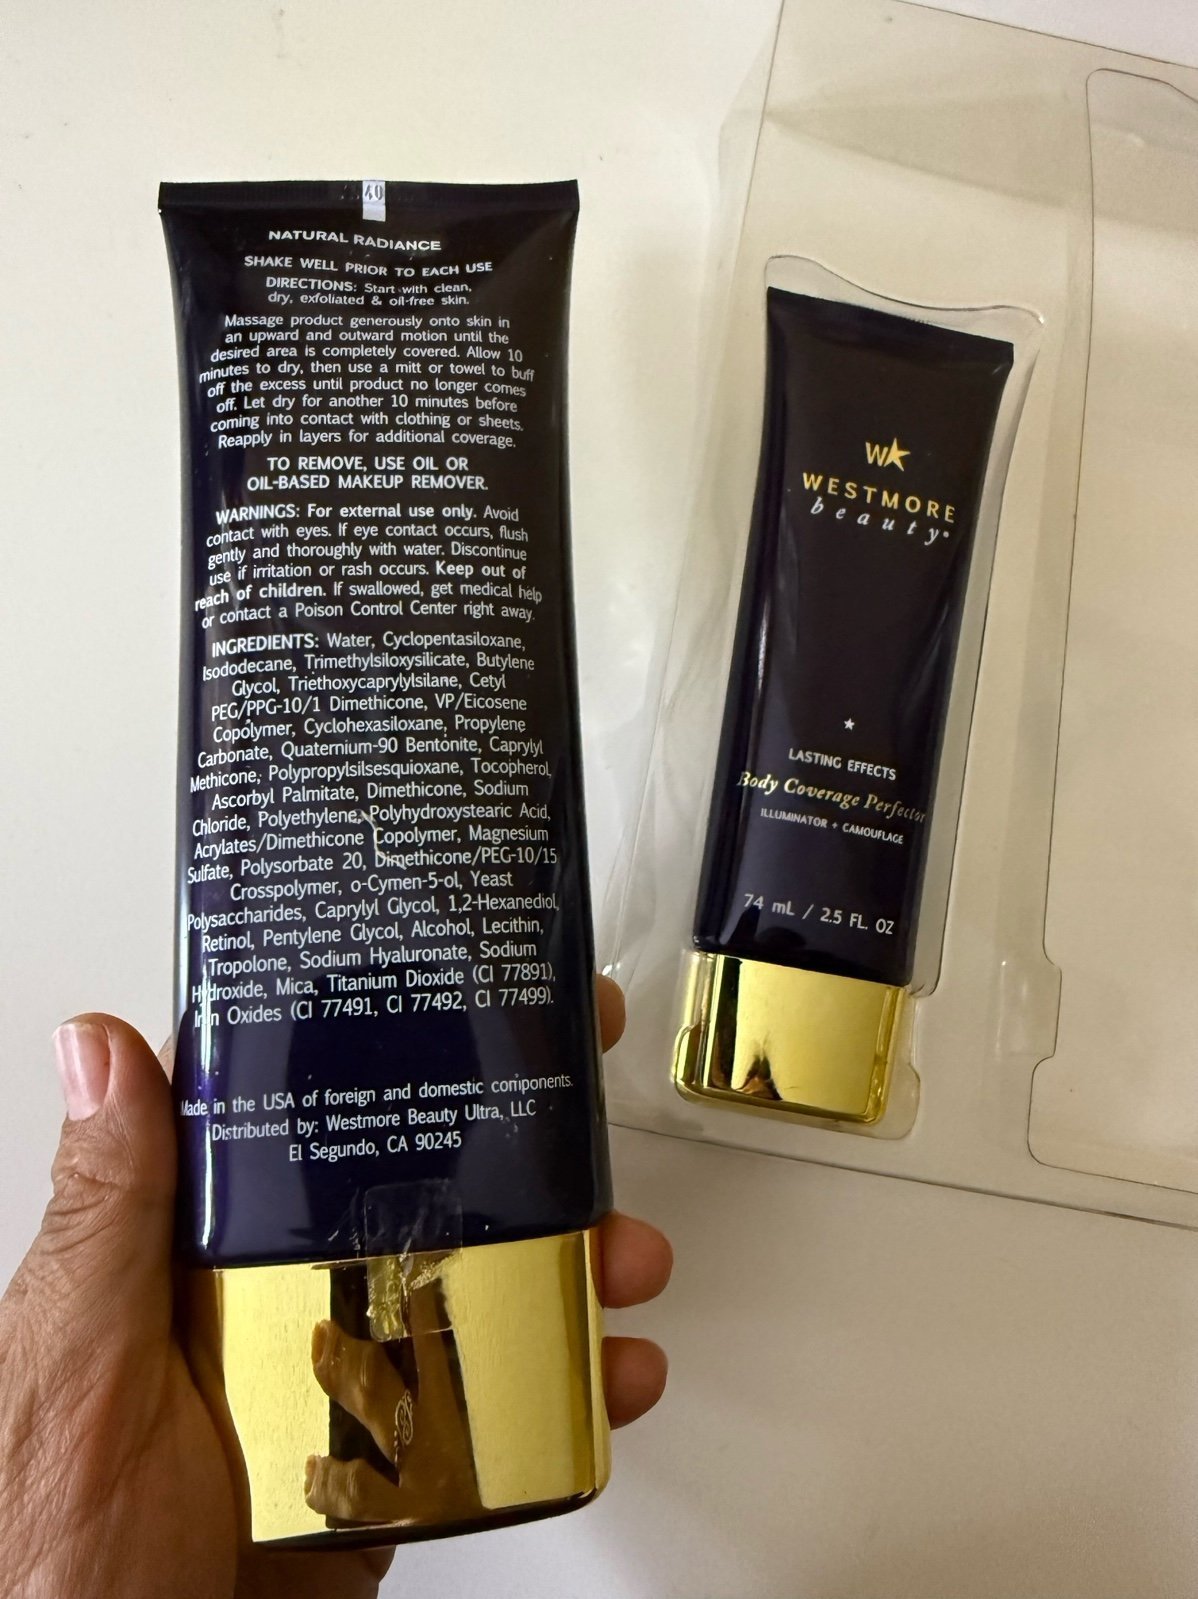 40
NATURAL RADIANCE
SHAKE WELL PRIOR TO EACH USE
DIRECTIONS: Start with clean,
dry, exfoliated & oil-free skin.
Massage product generously onto skin in
an upward and outward motion until the
desired area is completely covered. Allow 10
minutes to dry, then use a mitt or towel to buff
off the excess until product no longer comes
off. Let dry for another 10 minutes before
coming into contact with clothing or sheets.
Reapply in layers for additional coverage.
TO REMOVE, USE OIL OR
OIL-BASED MAKEUP REMOVER.
WARNINGS: For external use only. Avoid
contact with eyes. If eye contact occurs, flush
gently and thoroughly with water. Discontinue
use if irritation or rash occurs. Keep out of
reach of children. If swallowed, get medical help
or contact a Poison Control Center right away.
INGREDIENTS: Water, Cyclopentasiloxane,
Isododecane, Trimethylsiloxysilicate, Butylene
Glycol, Triethoxycaprylylsilane, Cetyl
PEG/PPG-10/1 Dimethicone, VP/Eicosene
Copolymer, Cyclohexasiloxane, Propylene
Carbonate, Quaternium-90 Bentonite, Caprylyl
Methicone, Polypropylsilsesquioxane, Tocopherol,
Ascorbyl Palmitate, Dimethicone, Sodium
Chloride, Polyethylene, Polyhydroxystearic Acid,
Acrylates/Dimethicone Copolymer, Magnesium
Sulfate, Polysorbate 20, Dimethicone/PEG-10/15
Crosspolymer, o-Cymen-5-ol, Yeast
Polysaccharides, Caprylyl Glycol, 1,2-Hexanediol,
Retinol, Pentylene Glycol, Alcohol, Lecithin,
Tropolone, Sodium Hyaluronate, Sodium
Hydroxide, Mica, Titanium Dioxide (CI 77891),
Iron Oxides (CI 77491, CI 77492, CI 77499).
Made in the USA of foreign and domestic components.
Distributed by: Westmore Beauty Ultra, LLC
El Segundo, CA 90245
W
WESTMORE
beauty
LASTING EFFECTS
Body Coverage Perfector
ILLUMINATOR + CAMOUFLAGE
74 mL / 2.5 FL. OZ